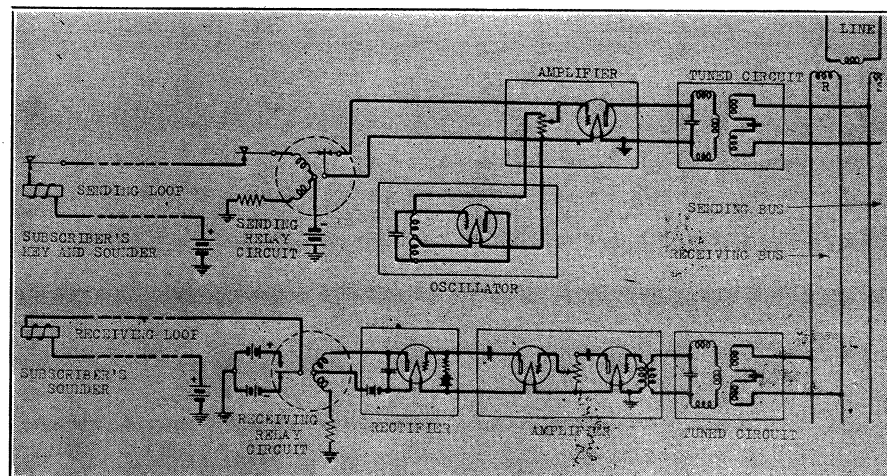 LINE
AMPLIFIER
TUNED CIRCUIT
R
SENDING LOOP
SUBSCRIBER'S
KEY AND SOUNDER
SENDING
RELAY
CIRCUIT
SENDING BUS
RECEIVING BUS
OSCILLATOR
RECEIVING LOOP
SUBSCRIBER'S
SOUNDER
RECEIVING
RELAY
CIRCUIT
RECTIFIER
AMPLIFIER
TUNED CIRCUIT